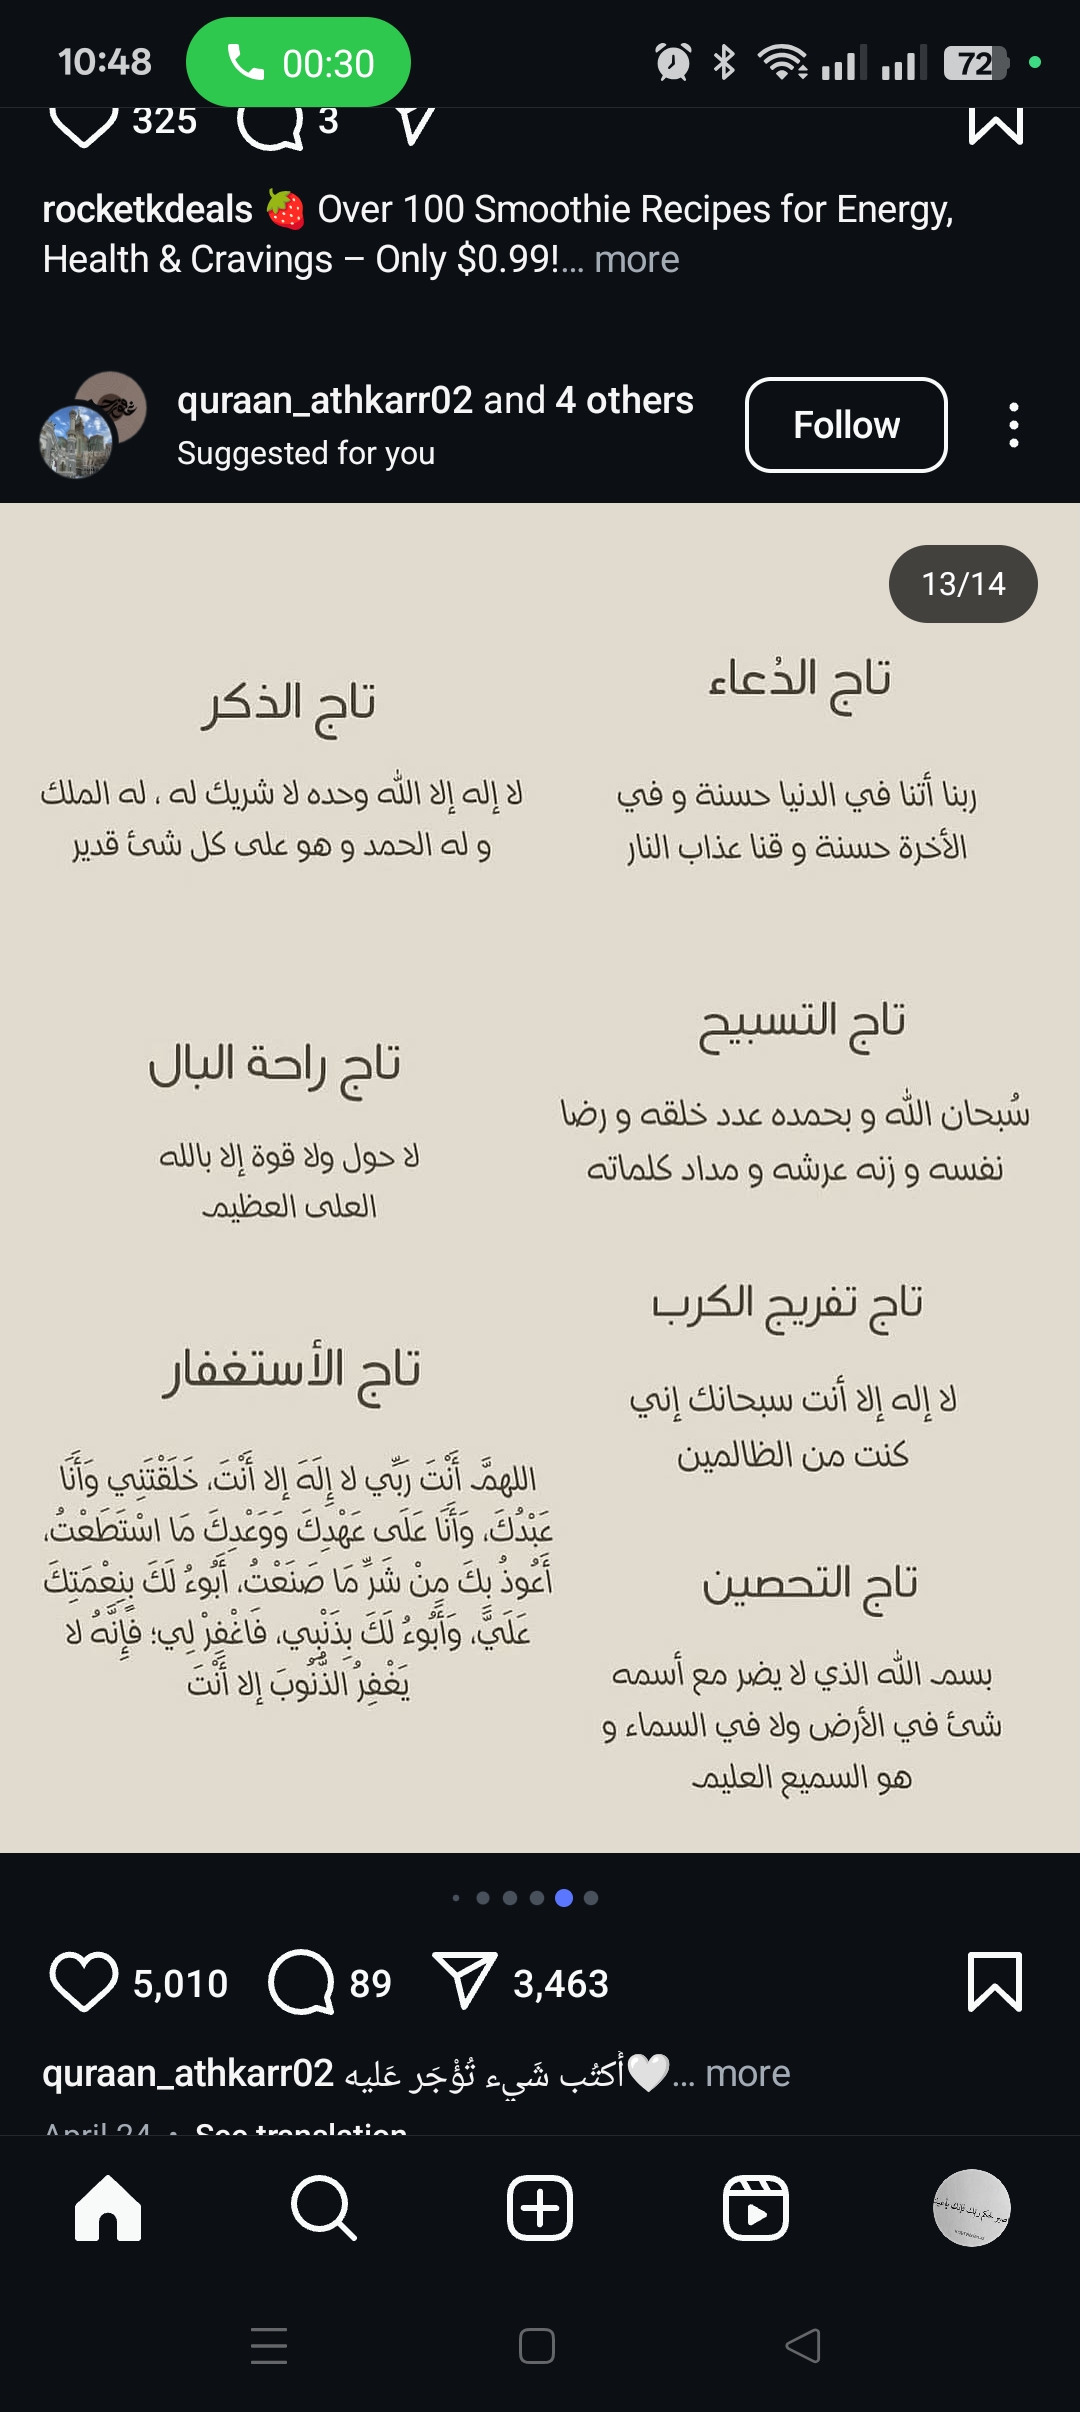 10:48
00:30
72
325
3
rocketkdeals 🍓 Over 100 Smoothie Recipes for Energy,
Health & Cravings – Only $0.99!... more
quraan_athkarr02 and 4 others
Suggested for you
Follow
13/14
تاج الدُعاء
ربنا أتنا في الدنيا حسنة و في
الأخرة حسنة و قنا عذاب النار
تاج الذكر
لا إله إلا الله وحده لا شريك له ، له الملك
و له الحمد و هو على كل شئ قدير
تاج التسبيح
سُبحان الله و بحمده عدد خلقه و رضا
نفسه و زنه عرشه و مداد كلماته
تاج راحة البال
لا حول ولا قوة إلا بالله
العلى العظيم
تاج تفريج الكرب
لا إله إلا أنت سبحانك إني
كنت من الظالمين
تاج الأستغفار
اللهمَّ أَنْتَ رَبِّي لا إِلَهَ إلا أَنْتَ، خَلَقْتَنِي وَأَنَا
عَبْدُكَ، وَأَنَا عَلَى عَهْدِكَ وَوَعْدِكَ مَا اسْتَطَعْتُ،
أَعُوذُ بِكَ مِنْ شَرِّ مَا صَنَعْتُ، أَبُوءُ لَكَ بِنِعْمَتِكَ
عَلَيَّ، وَأَبُوءُ لَكَ بِذَنْبِي، فَاغْفِرْ لِي؛ فَإِنَّهُ لا
يَغْفِرُ الذُّنُوبَ إلا أَنْتَ
تاج التحصين
بسم الله الذي لا يضر مع أسمه
شئ في الأرض ولا في السماء و
هو السميع العليم
5,010
89
3,463
quraan_athkarr02 أكتُب شَيء تُؤْجَر عَليه🤍... more
April 24 • See translation